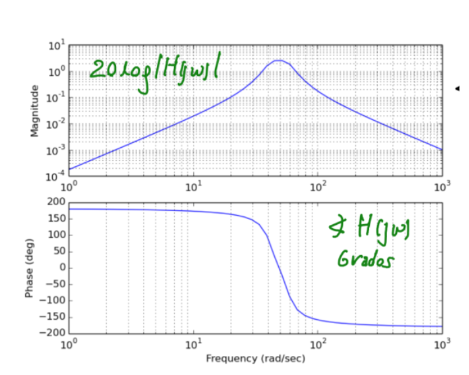 10^1
20log|H(jw)|
10^0
10^-1
10^-2
10^-3
10^-4
Magnitude
10^0 10^1 10^2 10^3
200
150
100
50
0
−50
−100
−150
−200
Phase (deg)
∡ H(jw)
Grados
10^0 10^1 10^2 10^3
Frequency (rad/sec)